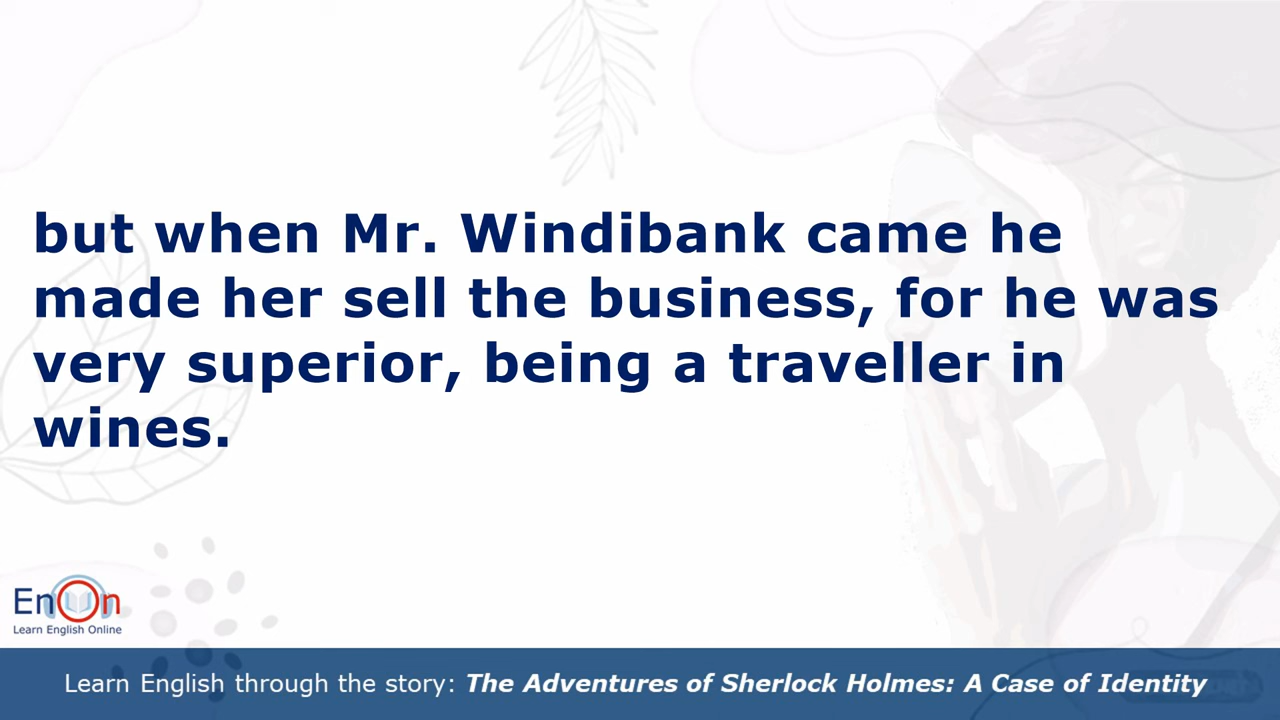 but when Mr. Windibank came he
made her sell the business, for he was
very superior, being a traveller in
wines.
EnOn
Learn English Online
Learn English through the story: The Adventures of Sherlock Holmes: A Case of Identity